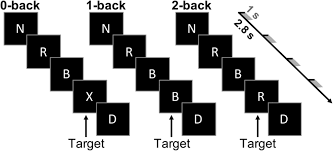 0-back 1-back 2-back
N N N
R R R
B B B
X B R
D D D
Target Target Target
1 s
2.8 s